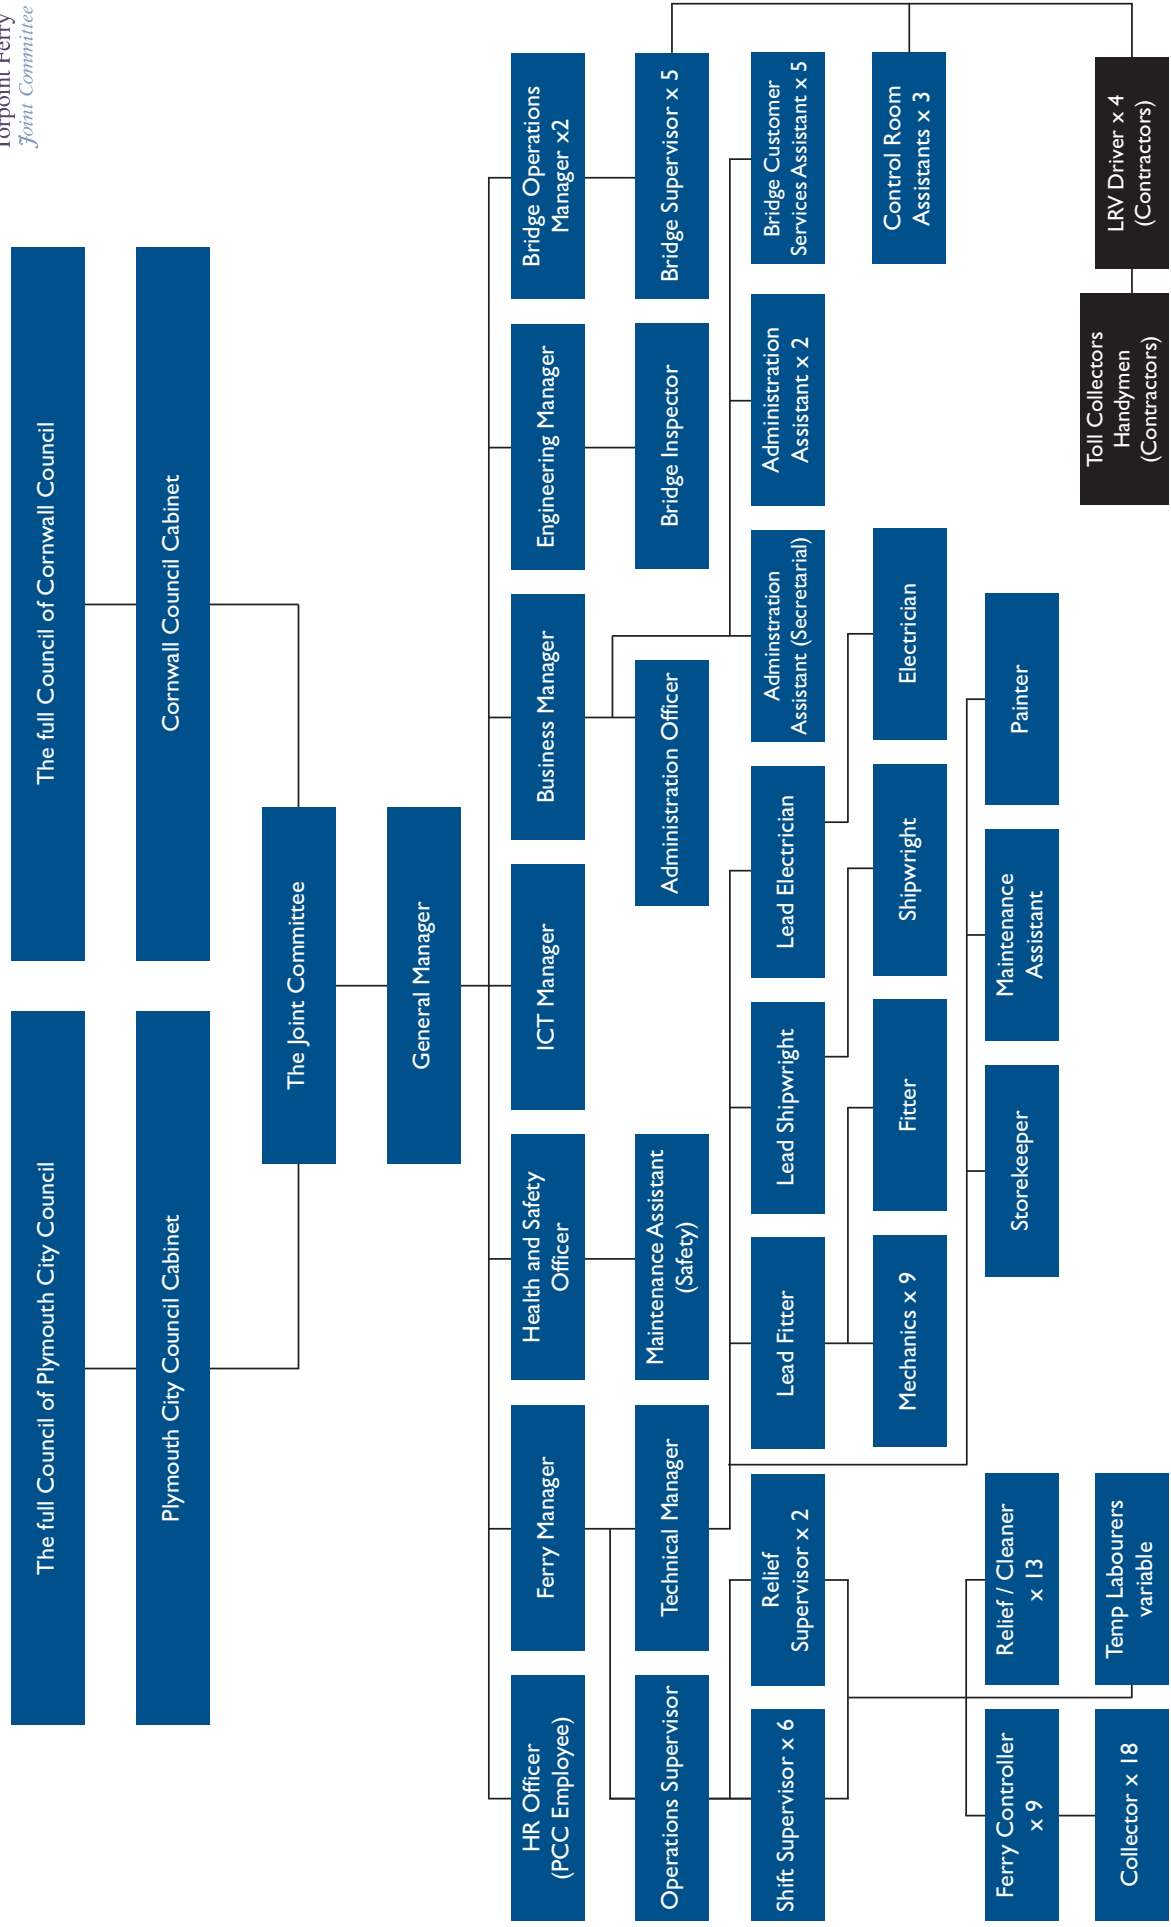 Torpoint Ferry
Joint Committee
The full Council of Plymouth City Council
The full Council of Cornwall Council
Plymouth City Council Cabinet
Cornwall Council Cabinet
The Joint Committee
General Manager
HR Officer
(PCC Employee)
Ferry Manager
Health and Safety
Officer
ICT Manager
Business Manager
Engineering Manager
Bridge Operations
Manager x2
Operations Supervisor
Technical Manager
Maintenance Assistant
(Safety)
Administration Officer
Bridge Inspector
Bridge Supervisor x 5
Shift Supervisor x 6
Relief
Supervisor x 2
Lead Fitter
Lead Shipwright
Lead Electrician
Adminstration
Assistant (Secretarial)
Administration
Assistant x 2
Bridge Customer
Services Assistant x 5
Mechanics x 9
Fitter
Shipwright
Electrician
Control Room
Assistants x 3
Ferry Controller
x 9
Relief / Cleaner
x 13
Storekeeper
Maintenance
Assistant
Painter
Collector x 18
Temp Labourers
variable
Toll Collectors
Handymen
(Contractors)
LRV Driver x 4
(Contractors)